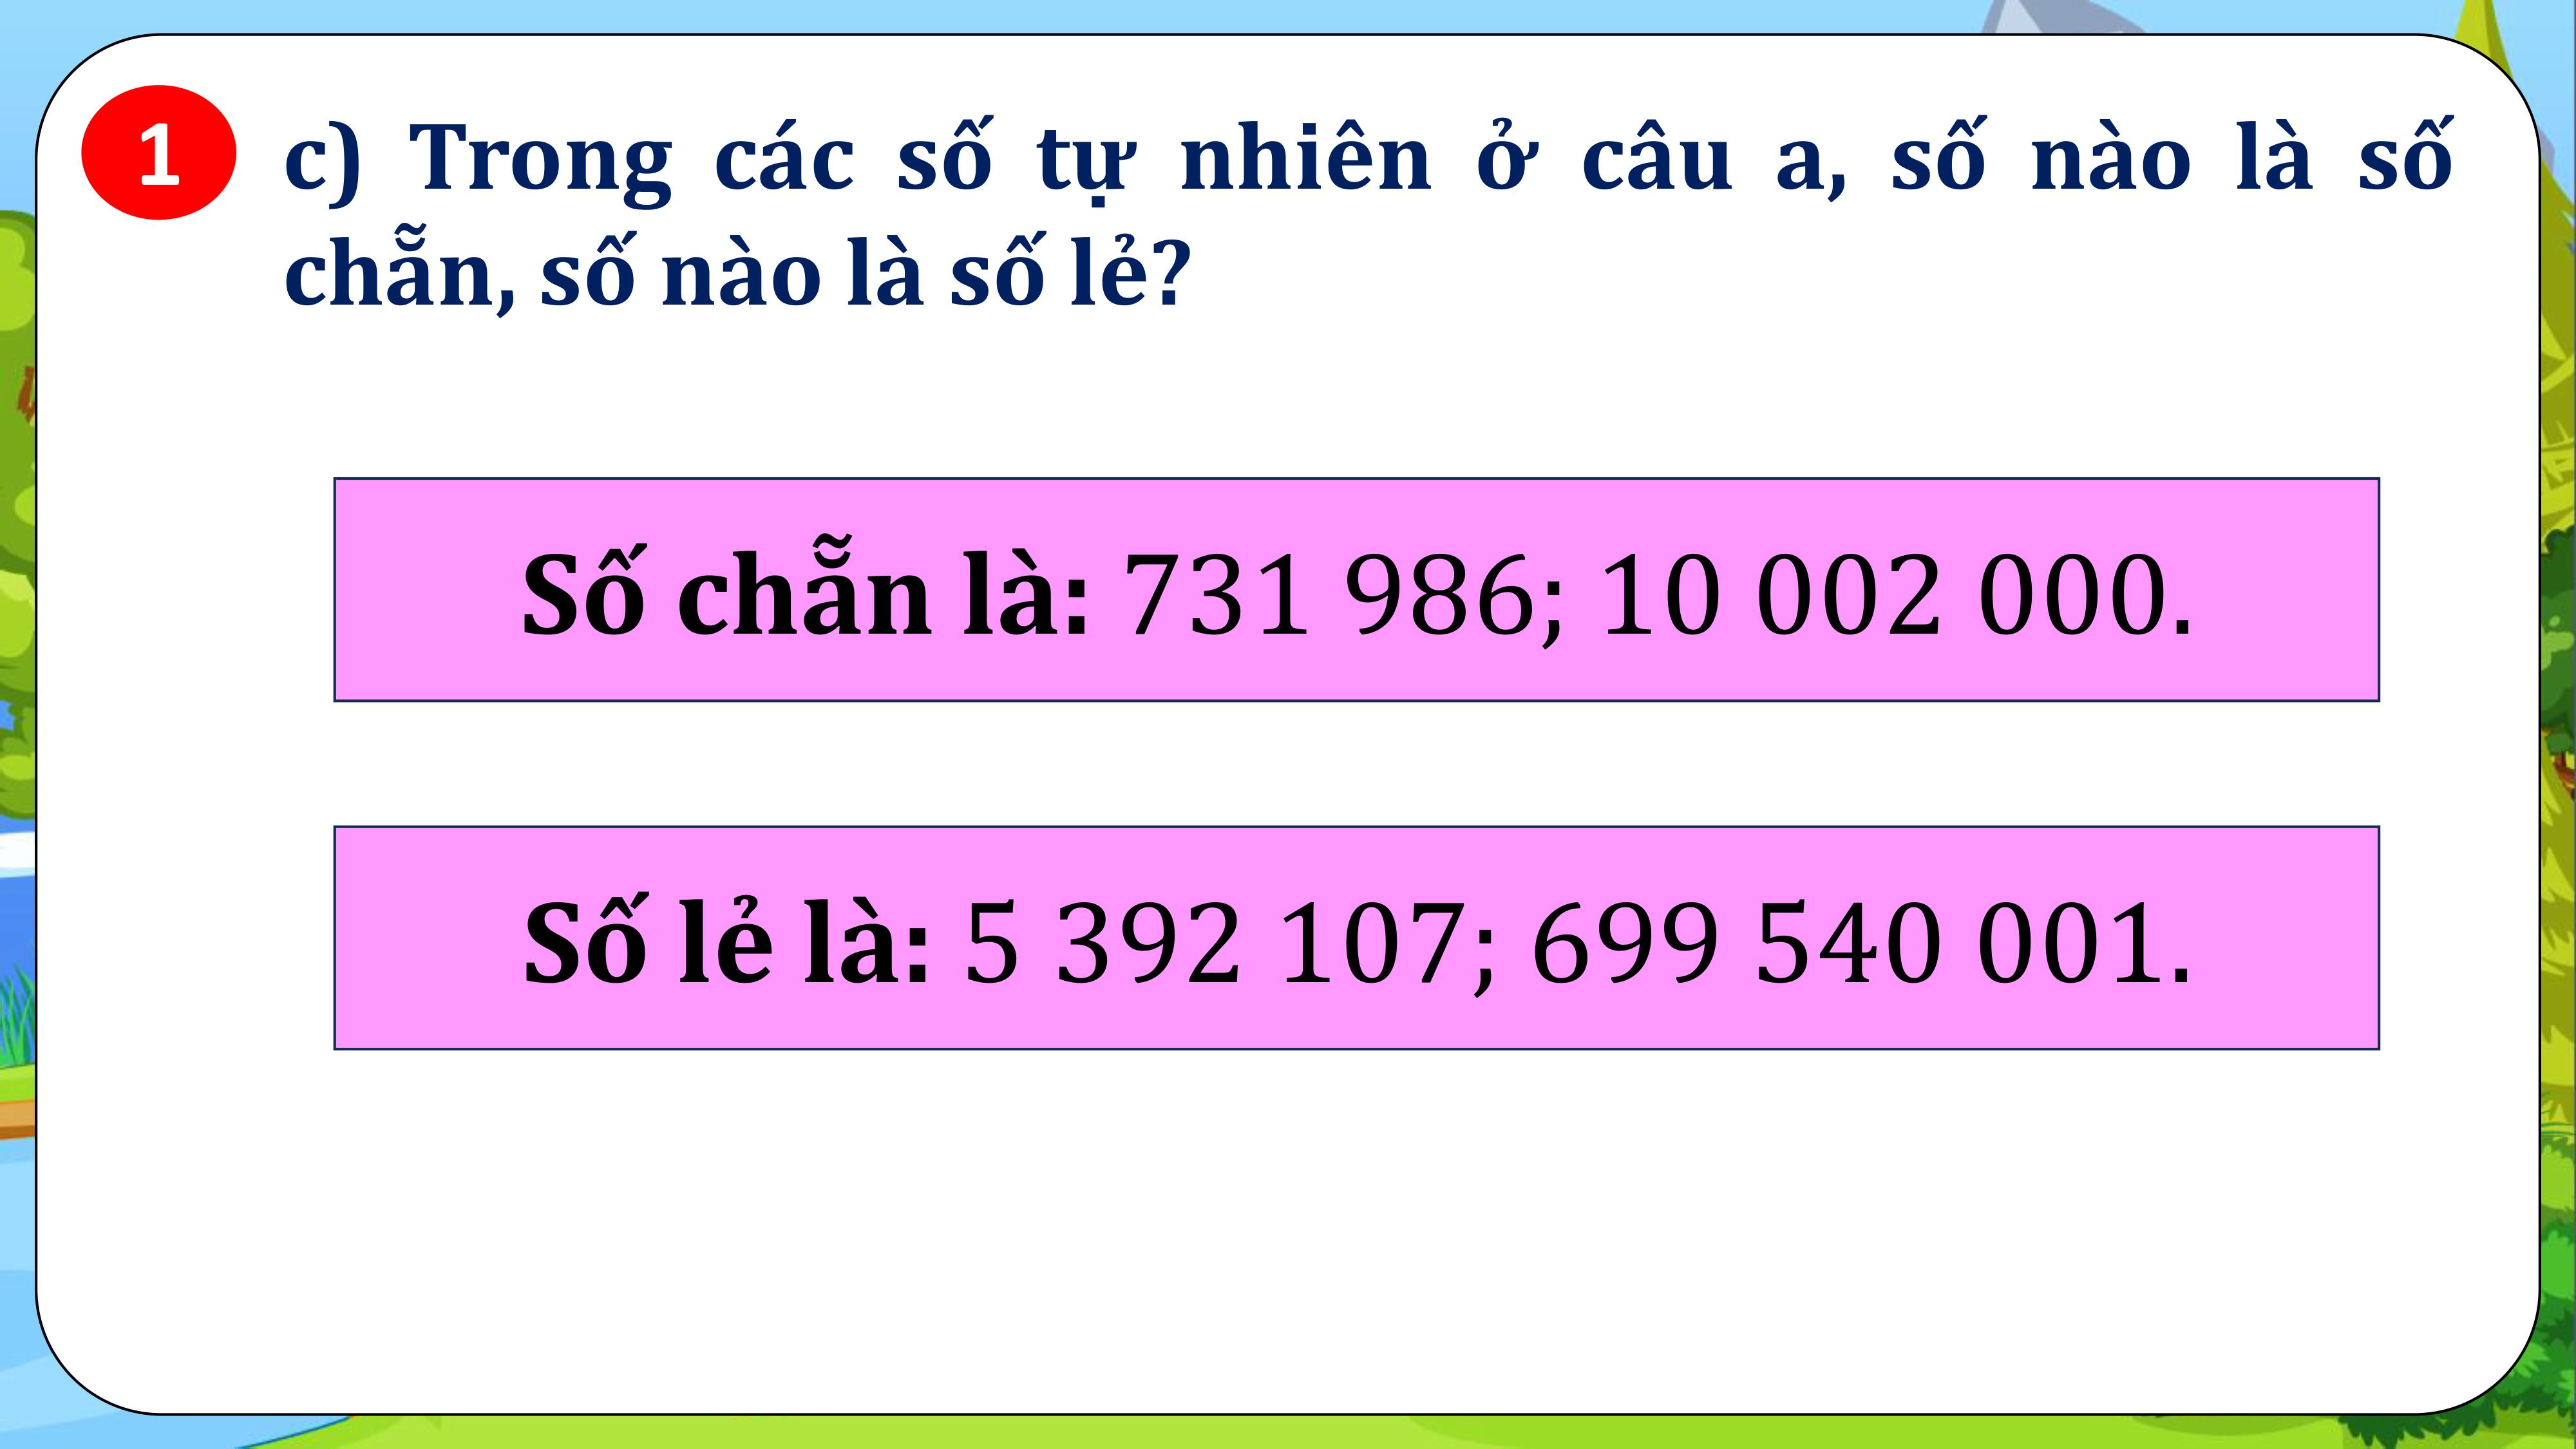 1
c) Trong các số tự nhiên ở câu a, số nào là số
chẵn, số nào là số lẻ?
Số chẵn là: 731 986; 10 002 000.
Số lẻ là: 5 392 107; 699 540 001.